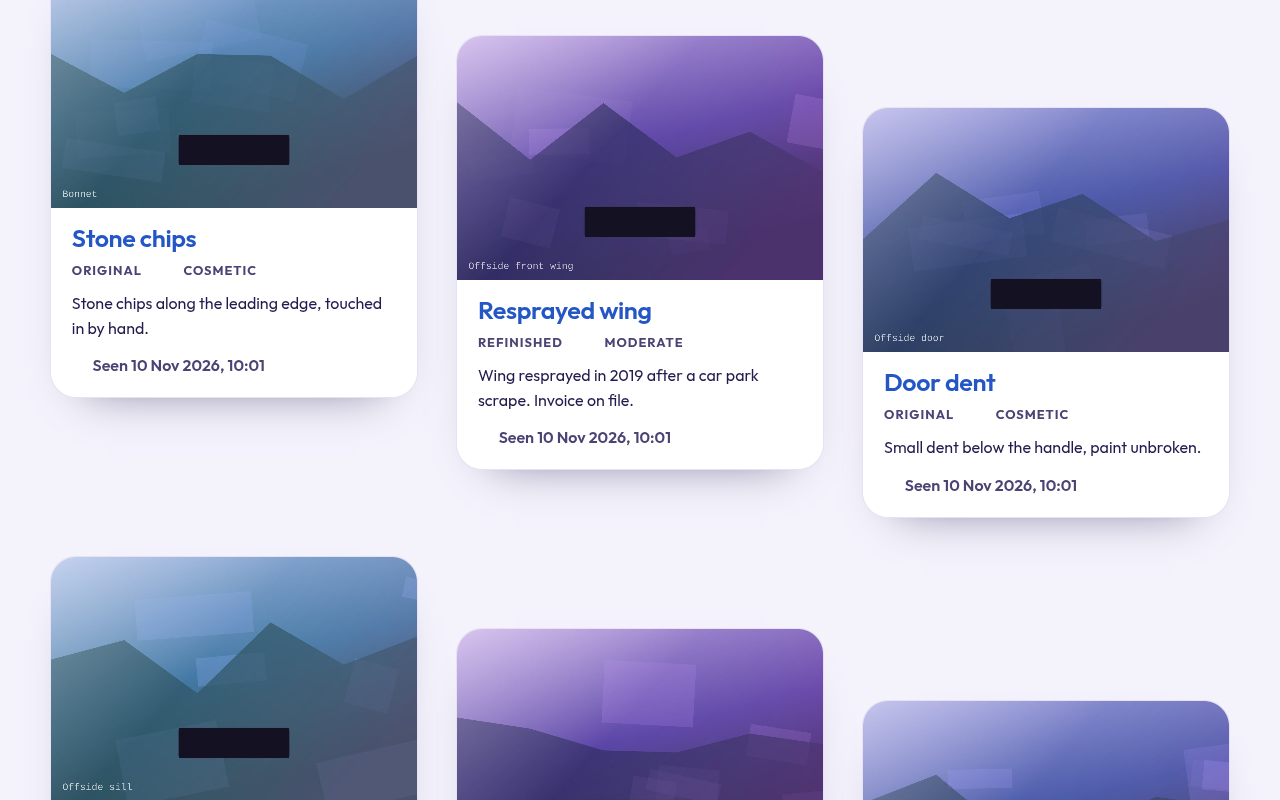 Bonnet
Stone chips
ORIGINAL COSMETIC
Stone chips along the leading edge, touched
in by hand.
Seen 10 Nov 2026, 10:01
Offside front wing
Resprayed wing
REFINISHED MODERATE
Wing resprayed in 2019 after a car park
scrape. Invoice on file.
Seen 10 Nov 2026, 10:01
Offside door
Door dent
ORIGINAL COSMETIC
Small dent below the handle, paint unbroken.
Seen 10 Nov 2026, 10:01
Offside sill